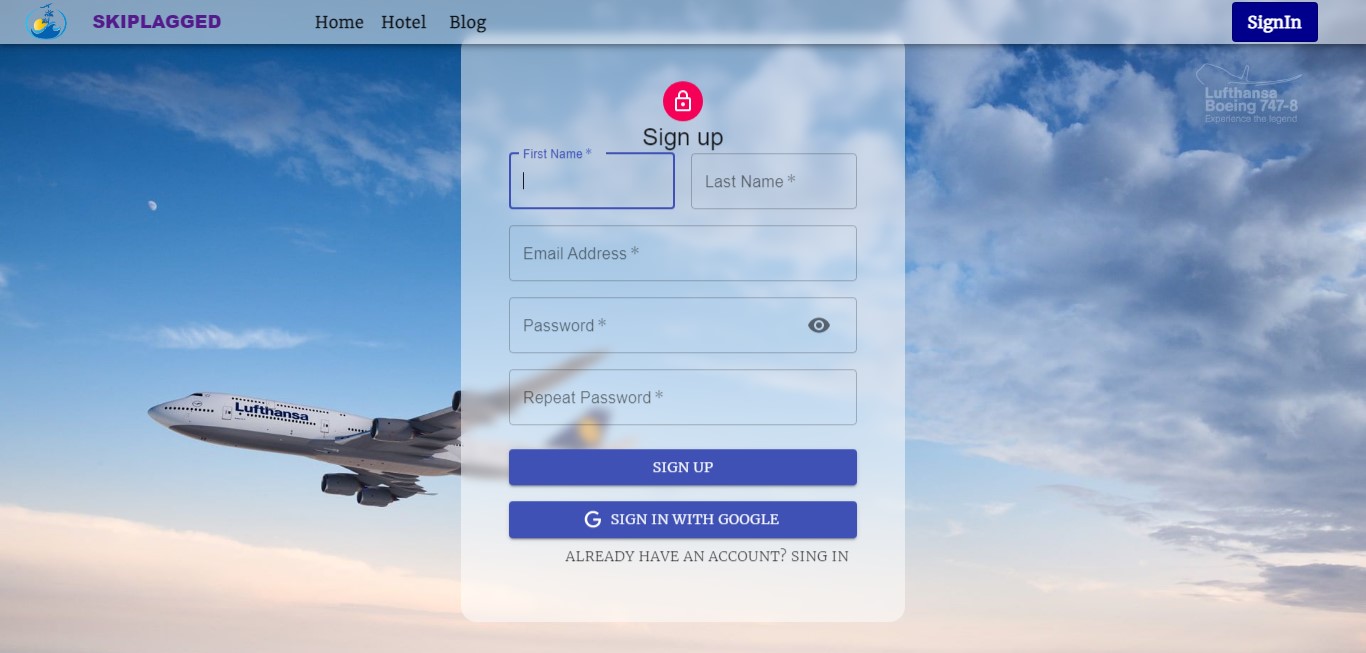 SKIPLAGGED
Home Hotel Blog
SignIn
Lufthansa
Boeing 747-8
Experience the legend
Sign up
First Name *
Last Name *
Email Address *
Password *
Repeat Password *
Lufthansa
SIGN UP
G SIGN IN WITH GOOGLE
ALREADY HAVE AN ACCOUNT? SING IN